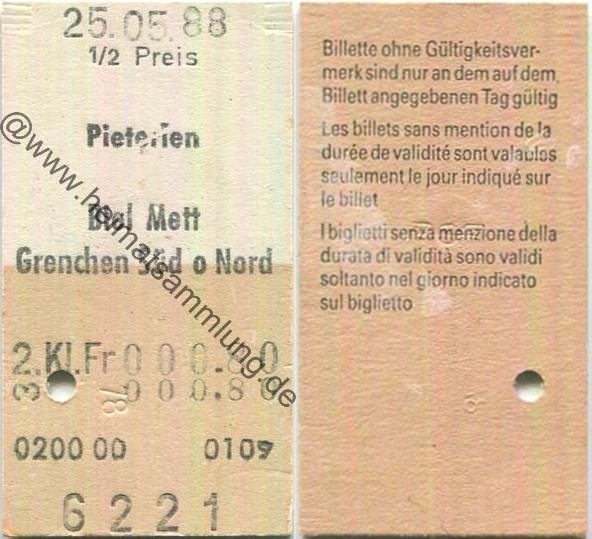 25.05.88
1/2 Preis
Pieterlen
Biel Mett
Grenchen Süd o Nord
2.Kl.Fr 000.80
000.80
0200 00 0109
6221
@www.heimatsammlung.de
Billette ohne Gültigkeitsver-
merk sind nur an dem auf dem
Billett angegebenen Tag gültig
Les billets sans mention de la
durée de validité sont valables
seulement le jour indiqué sur
le billet
I biglietti senza menzione della
durata di validità sono validi
soltanto nel giorno indicato
sul biglietto